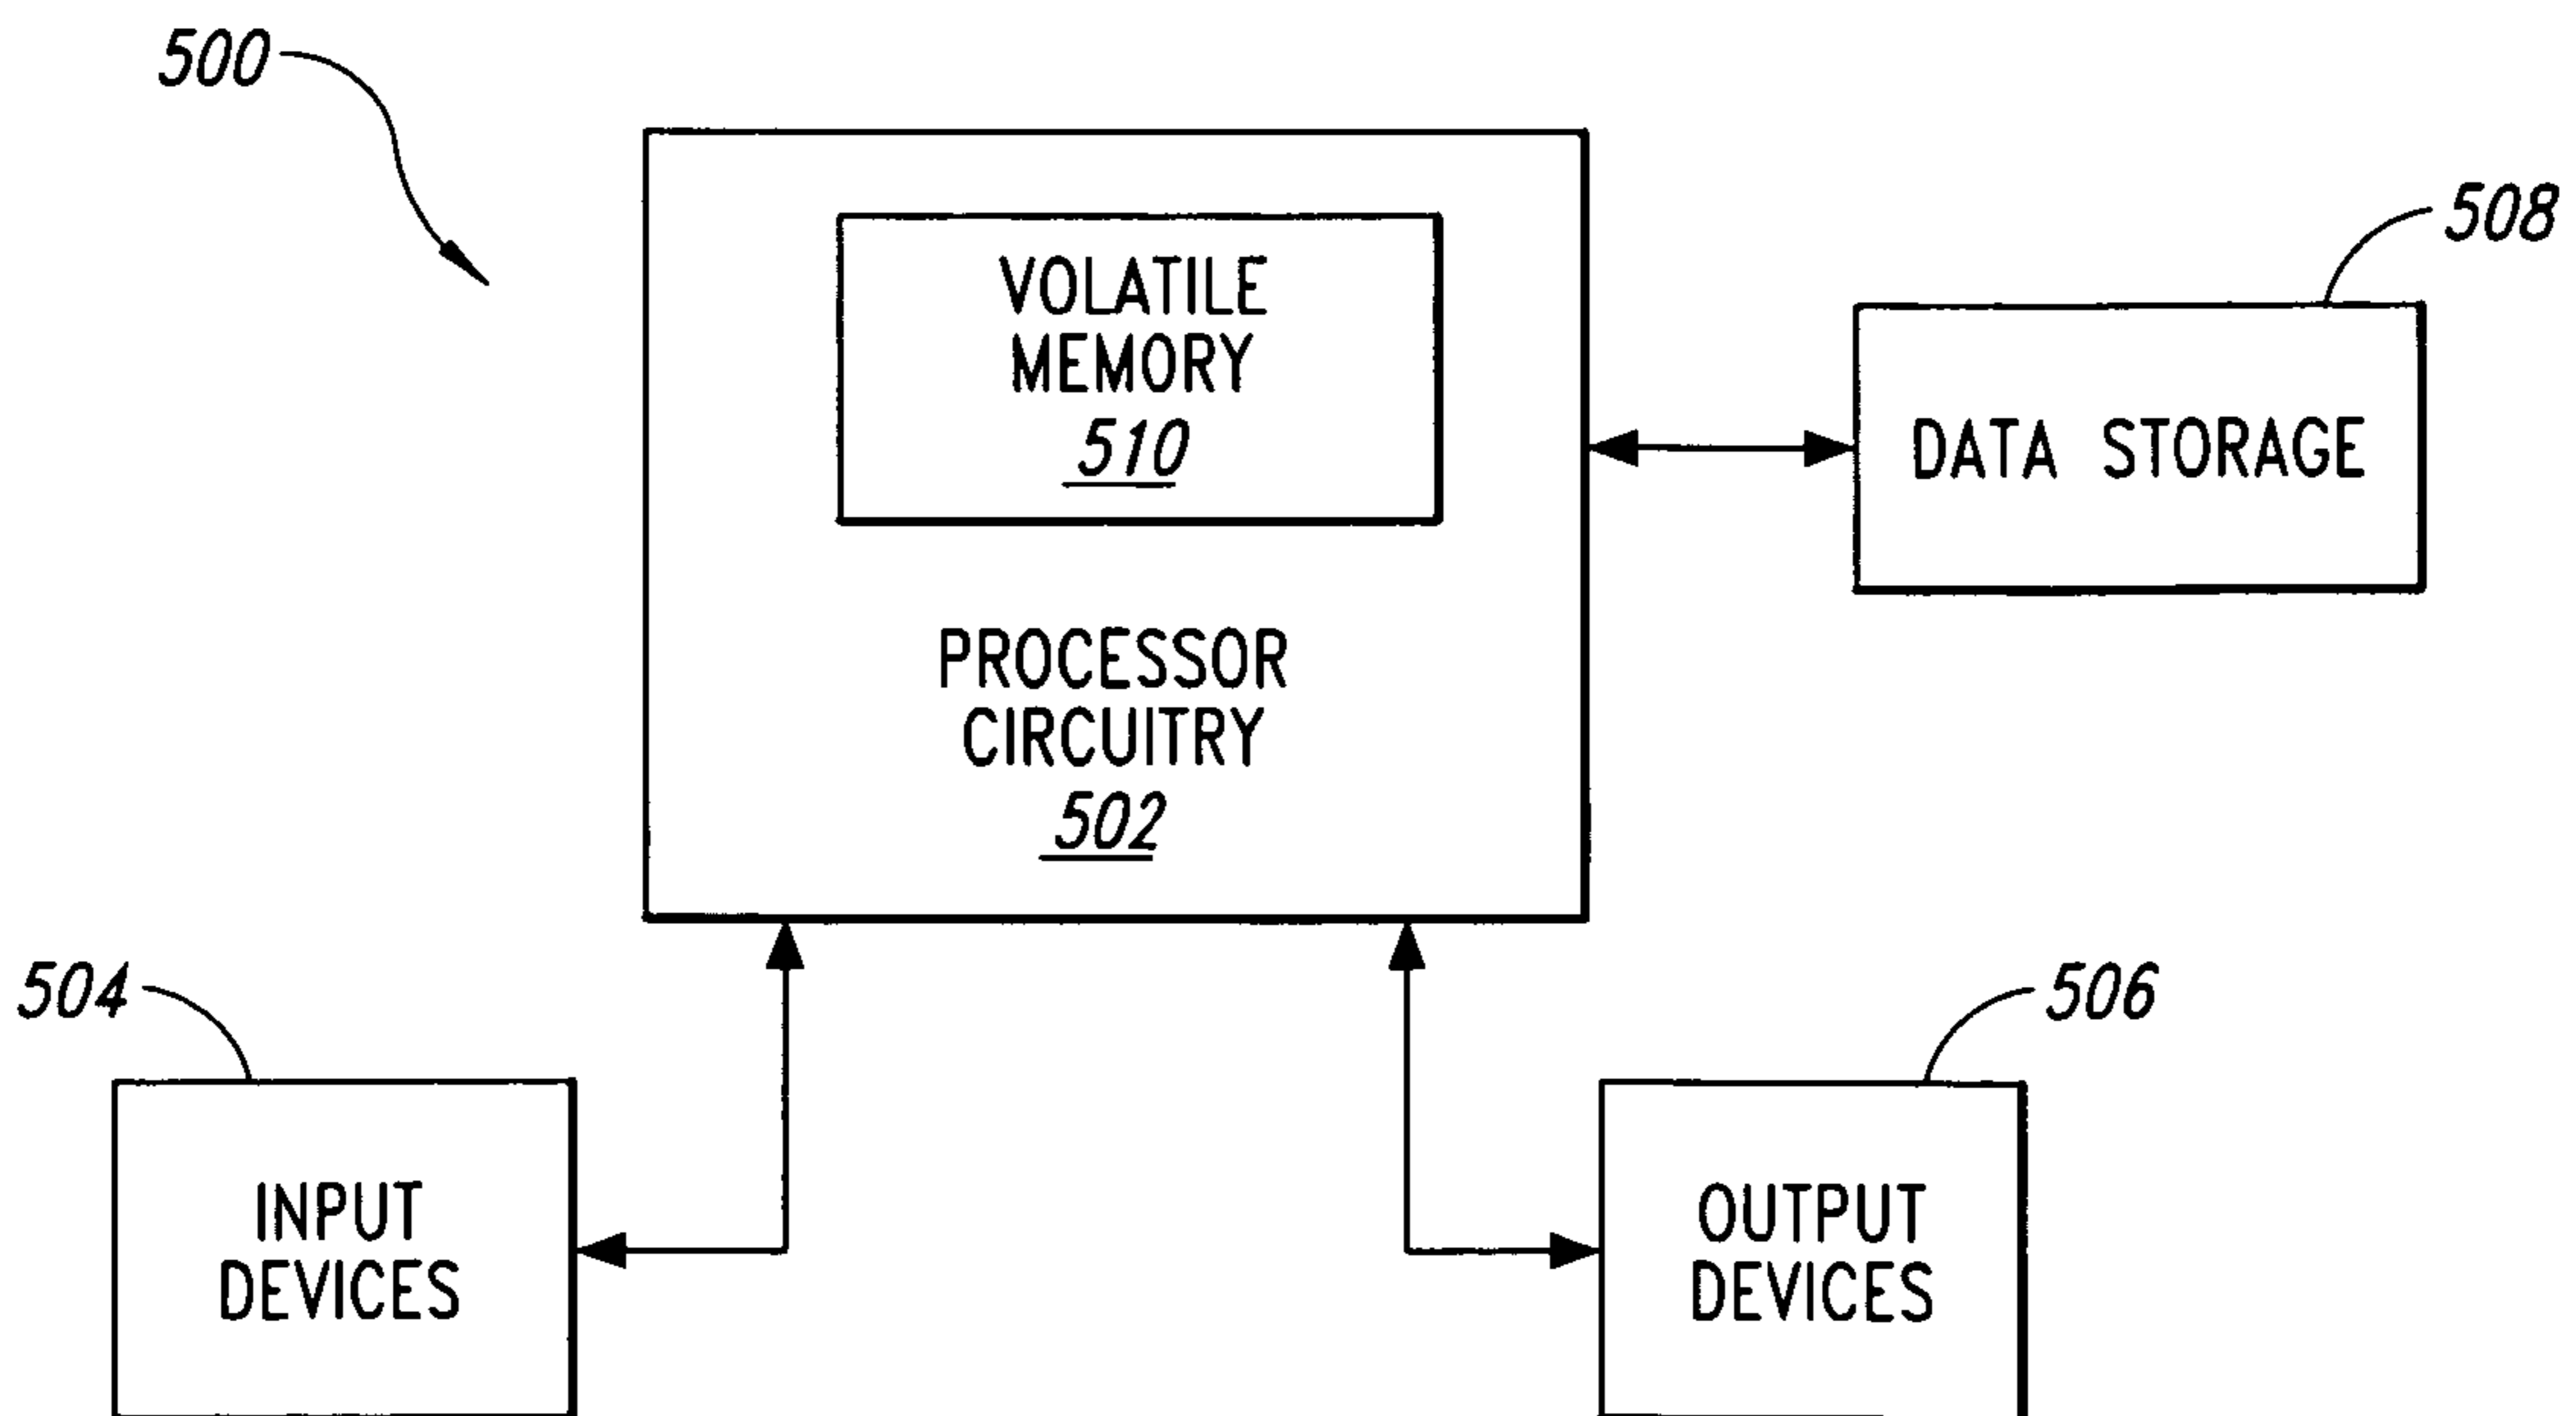 500
VOLATILE
MEMORY
510
508
DATA STORAGE
PROCESSOR
CIRCUITRY
502
504
INPUT
DEVICES
506
OUTPUT
DEVICES